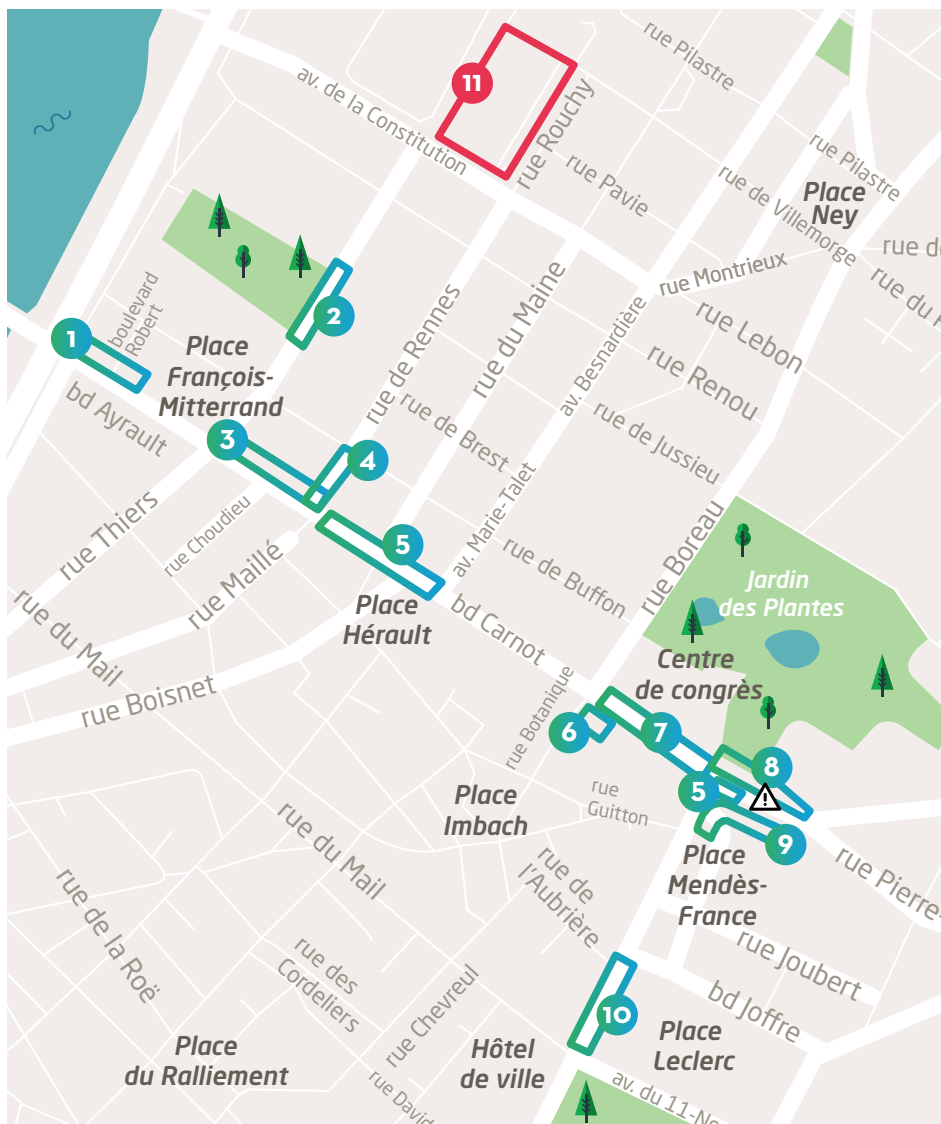 11
rue Pilastre
av. de la Constitution
rue Rouchy
rue Pavie
rue Pilastre
rue de Villemorge
Place
Ney
rue Montrieux
boulevard
Robert
2
1
rue de Rennes
rue du Maine
av. Besnardière
rue Lebon
Place
François-
Mitterrand
rue Renou
bd Ayrault
rue de Brest
rue de Jussieu
3
4
rue Thiers
rue Choudieu
5
av. Marie-Talet
rue de Buffon
rue Boreau
Jardin
des Plantes
rue Maillé
Place
Hérault
rue du Mail
bd Carnot
Centre
de congrès
rue Boisnet
rue Botanique
6
7
8
5
!
Place
Imbach
rue
Guitton
9
rue du Mail
rue de
l'Aubrière
Place
Mendès-
France
rue Pierre-
rue de la Roë
rue des
Cordeliers
rue Joubert
rue Chevreul
bd Joffre
10
Place
du Ralliement
Hôtel
de ville
Place
Leclerc
rue David
av. du 11-No